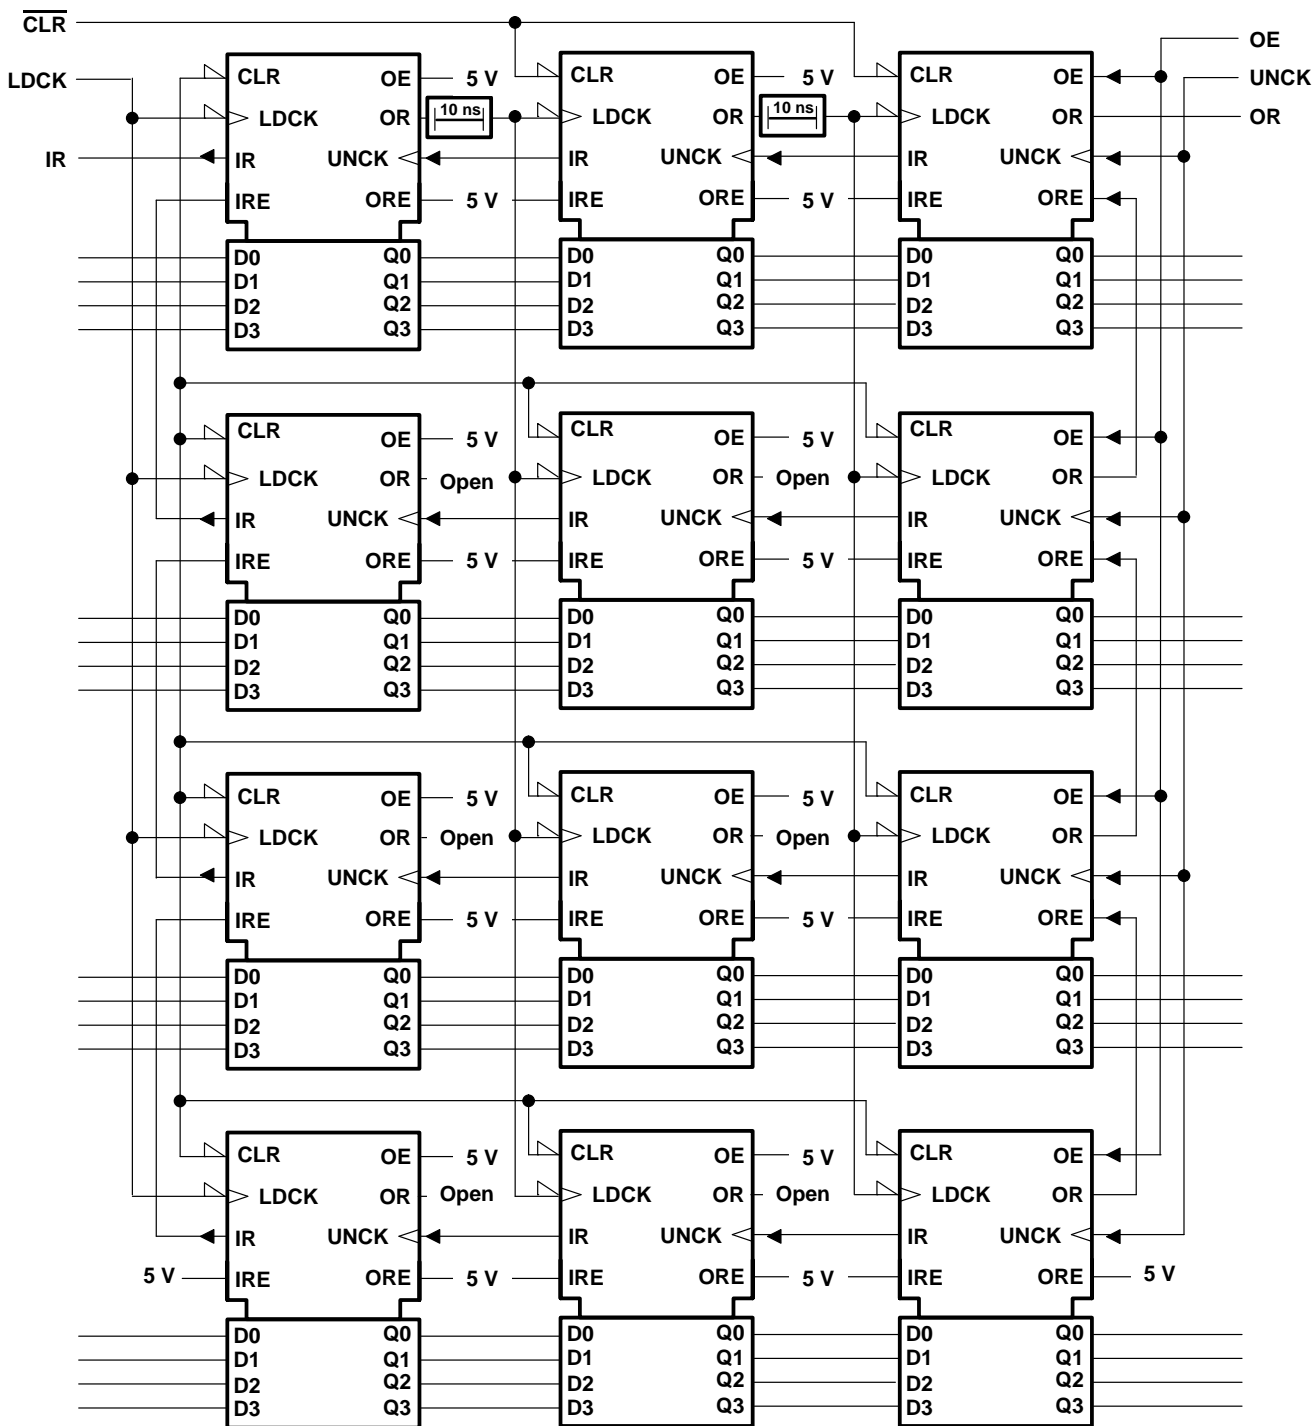 CLR OE
LDCK CLR OE 5 V CLR OE 5 V CLR OE UNCK
LDCK OR 10 ns LDCK OR 10 ns LDCK OR OR
IR IR UNCK IR UNCK IR UNCK
IRE ORE 5 V IRE ORE 5 V IRE ORE
D0 Q0 D0 Q0 D0 Q0
D1 Q1 D1 Q1 D1 Q1
D2 Q2 D2 Q2 D2 Q2
D3 Q3 D3 Q3 D3 Q3
CLR OE 5 V CLR OE 5 V CLR OE
LDCK OR Open LDCK OR Open LDCK OR
IR UNCK IR UNCK IR UNCK
IRE ORE 5 V IRE ORE 5 V IRE ORE
D0 Q0 D0 Q0 D0 Q0
D1 Q1 D1 Q1 D1 Q1
D2 Q2 D2 Q2 D2 Q2
D3 Q3 D3 Q3 D3 Q3
CLR OE 5 V CLR OE 5 V CLR OE
LDCK OR Open LDCK OR Open LDCK OR
IR UNCK IR UNCK IR UNCK
IRE ORE 5 V IRE ORE 5 V IRE ORE
D0 Q0 D0 Q0 D0 Q0
D1 Q1 D1 Q1 D1 Q1
D2 Q2 D2 Q2 D2 Q2
D3 Q3 D3 Q3 D3 Q3
CLR OE 5 V CLR OE 5 V CLR OE
LDCK OR Open LDCK OR Open LDCK OR
IR UNCK IR UNCK IR UNCK
5 V IRE ORE 5 V IRE ORE 5 V IRE ORE 5 V
D0 Q0 D0 Q0 D0 Q0
D1 Q1 D1 Q1 D1 Q1
D2 Q2 D2 Q2 D2 Q2
D3 Q3 D3 Q3 D3 Q3